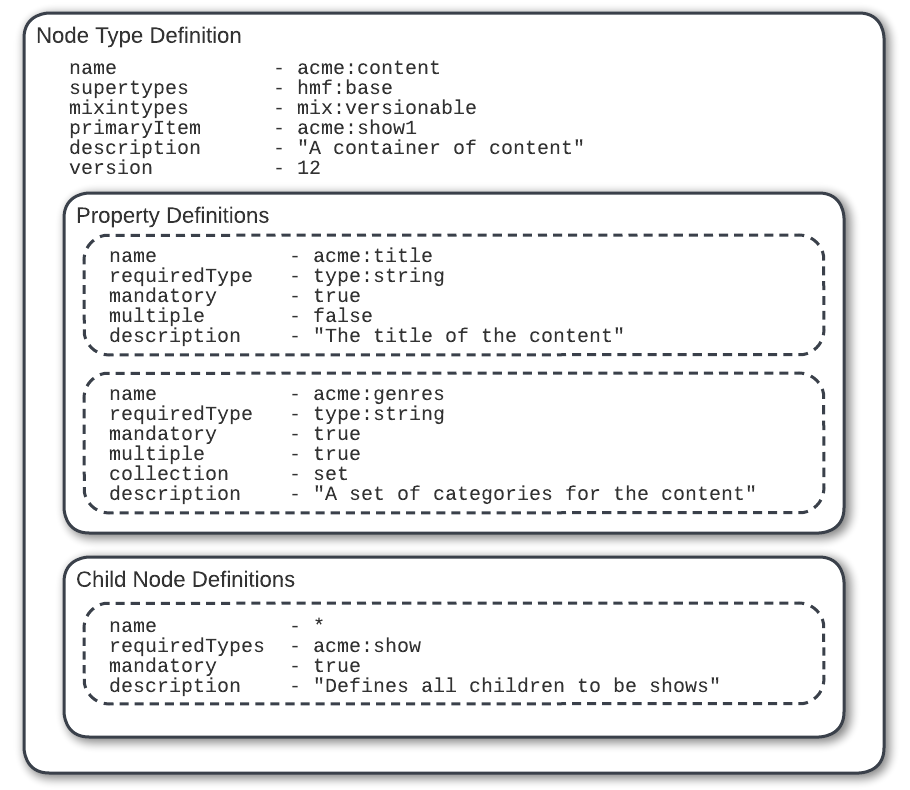 Node Type Definition
name - acme:content
supertypes - hmf:base
mixintypes - mix:versionable
primaryItem - acme:show1
description - "A container of content"
version - 12
Property Definitions
name - acme:title
requiredType - type:string
mandatory - true
multiple - false
description - "The title of the content"
name - acme:genres
requiredType - type:string
mandatory - true
multiple - true
collection - set
description - "A set of categories for the content"
Child Node Definitions
name - *
requiredTypes - acme:show
mandatory - true
description - "Defines all children to be shows"